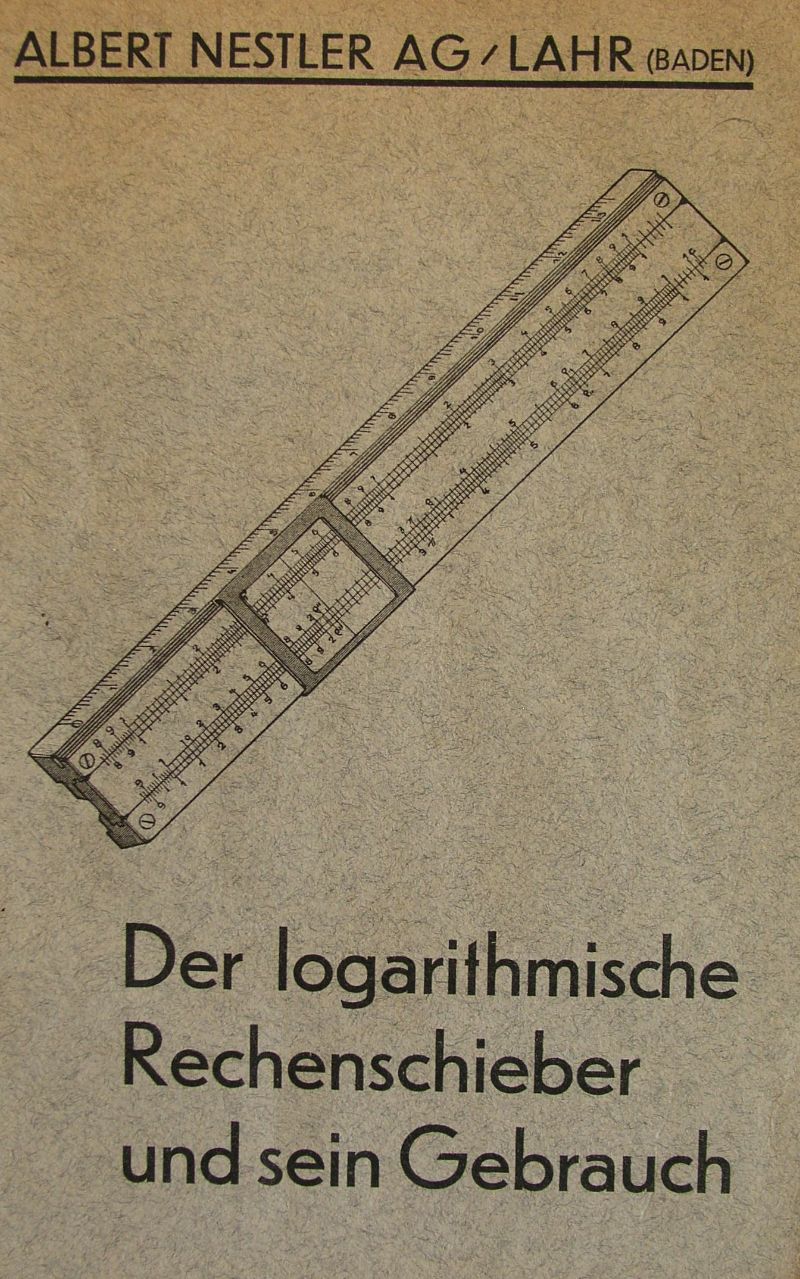 ALBERT NESTLER AG / LAHR (BADEN)
Der logarithmische
Rechenschieber
und sein Gebrauch